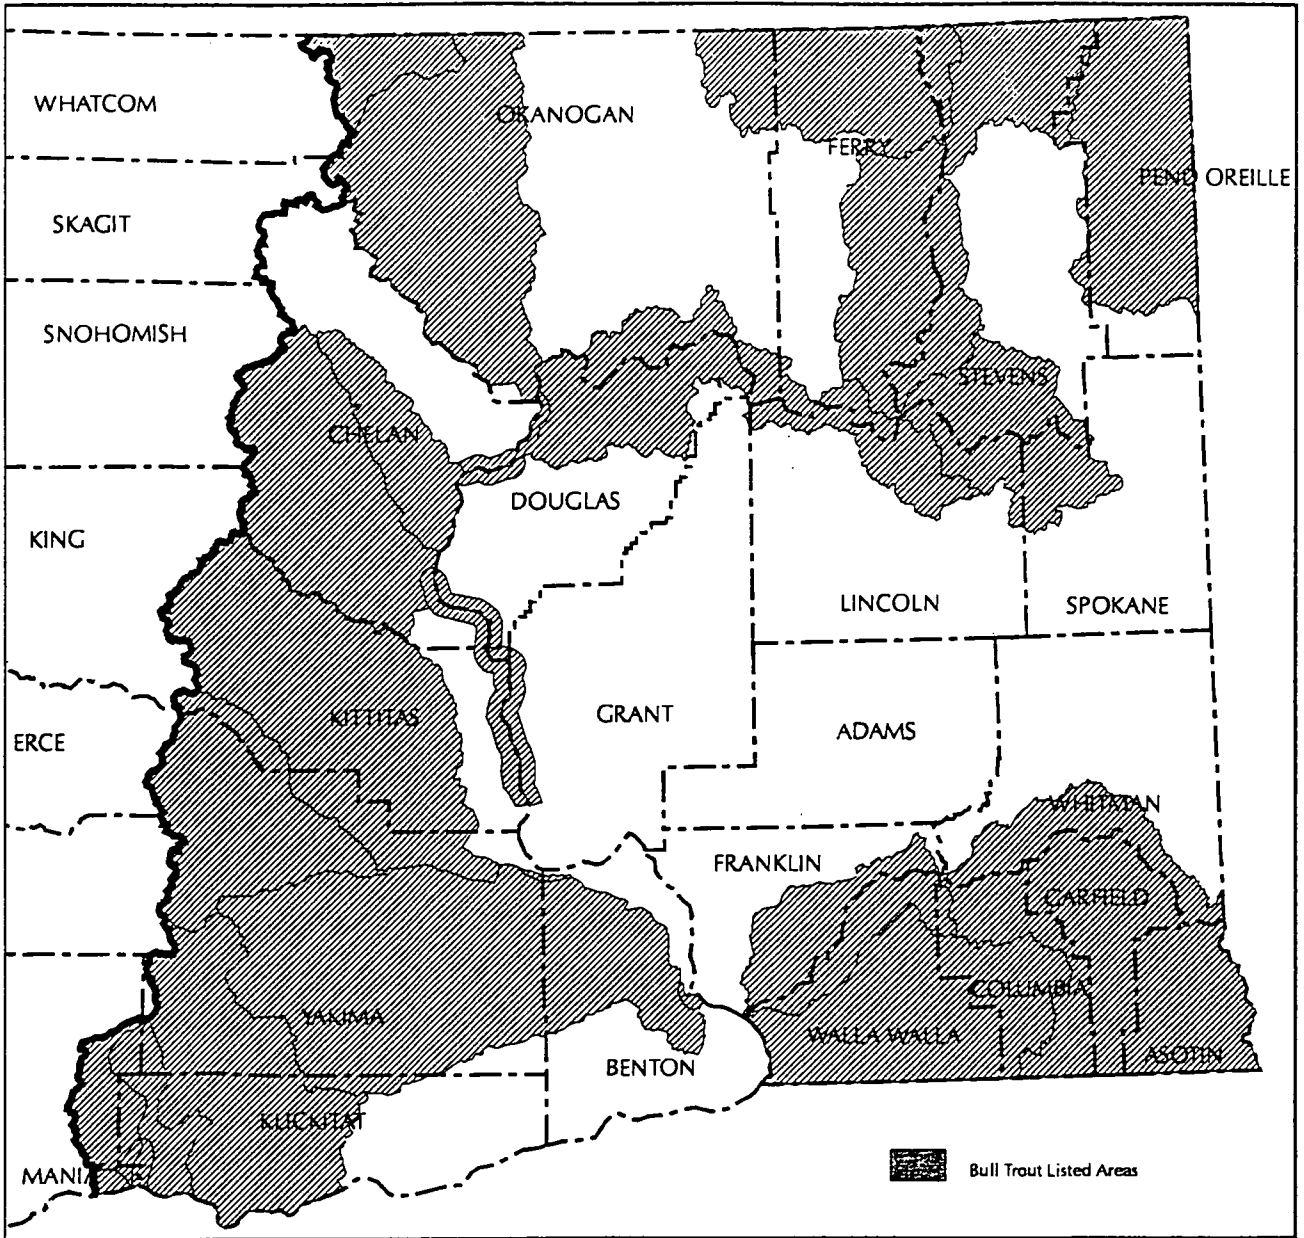 WHATCOM
OKANOGAN
FERRY
PEND OREILLE
SKAGIT
SNOHOMISH
STEVENS
CHELAN
DOUGLAS
KING
LINCOLN
SPOKANE
KITTITAS
GRANT
ADAMS
ERCE
WHITMAN
FRANKLIN
GARFIELD
COLUMBIA
YAKIMA
WALLA WALLA
ASOTIN
BENTON
KLICKITAT
MANIA
Bull Trout Listed Areas